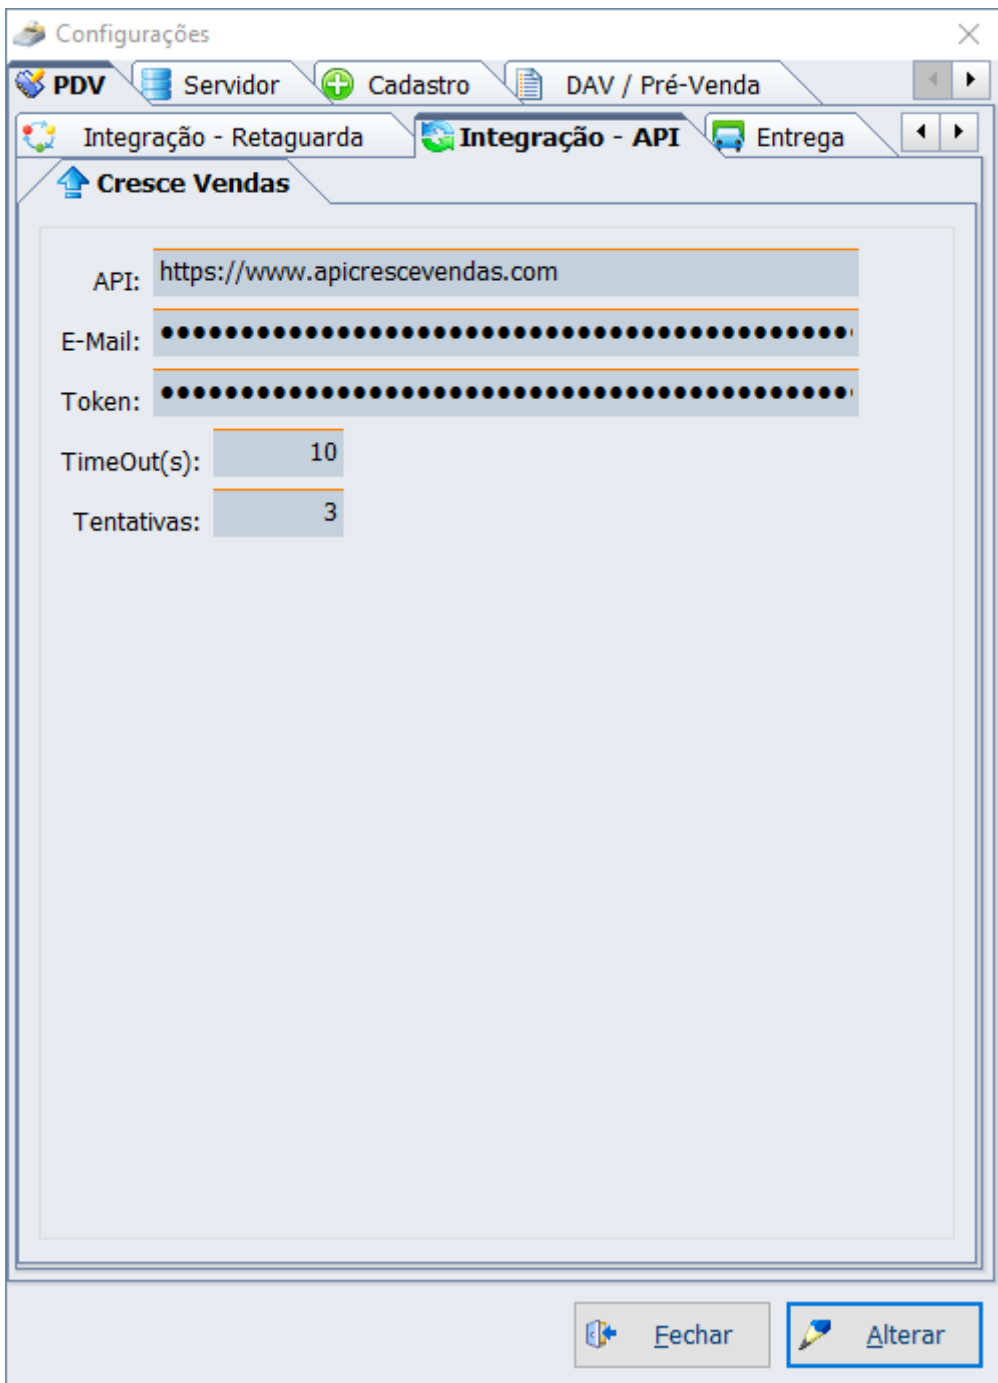 Configurações
PDV Servidor Cadastro DAV / Pré-Venda
Integração - Retaguarda Integração - API Entrega
Cresce Vendas
API: https://www.apicrescevendas.com
E-Mail: ••••••••••••••••••••••••••••••••••••••••••••
Token: ••••••••••••••••••••••••••••••••••••••••••••
TimeOut(s): 10
Tentativas: 3
Fechar Alterar